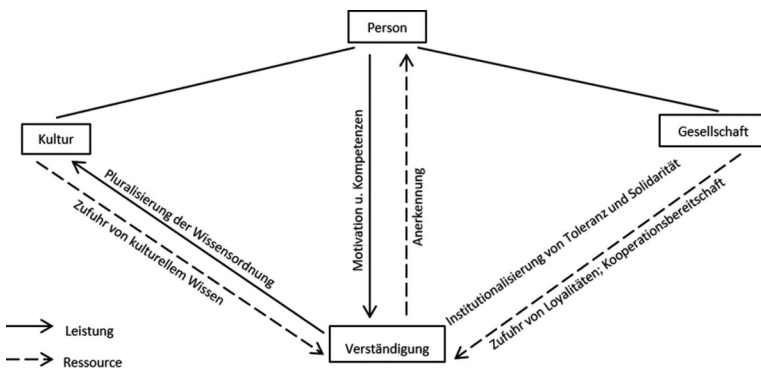 Person
Kultur
Gesellschaft
Pluralisierung der Wissensordnung
Zufuhr von kulturellem Wissen
Motivation u. Kompetenzen
Anerkennung
Institutionalisierung von Toleranz und Solidarität
Zufuhr von Loyalitäten; Kooperationsbereitschaft
Leistung
Ressource
Verständigung